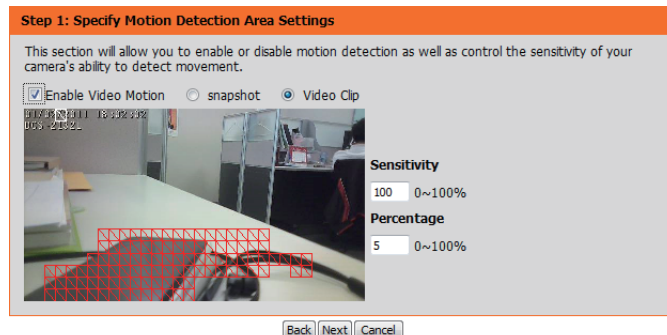 Step 1: Specify Motion Detection Area Settings
This section will allow you to enable or disable motion detection as well as control the sensitivity of your
camera's ability to detect movement.
Enable Video Motion snapshot Video Clip
Sensitivity
100 0~100%
Percentage
5 0~100%
Back Next Cancel